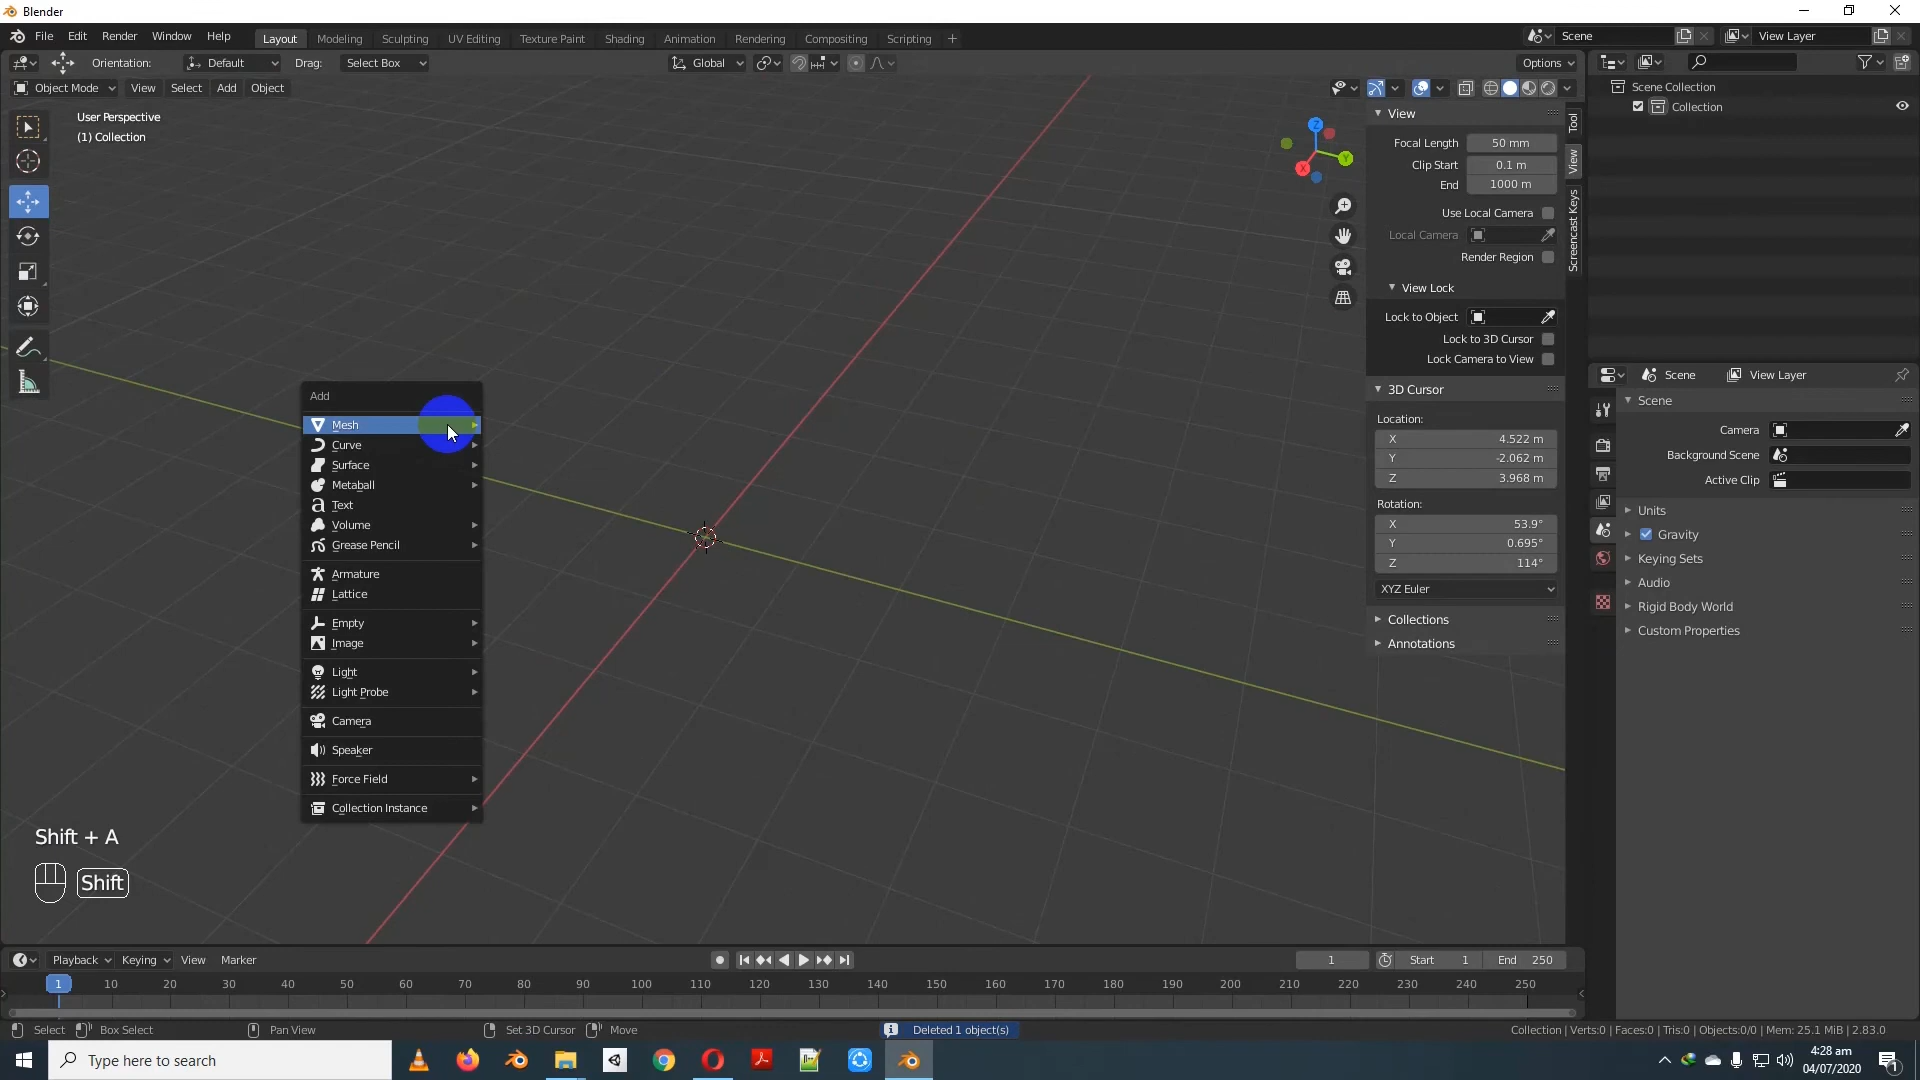 Blender
File Edit Render Window Help Layout Modeling Sculpting UV Editing Texture Paint Shading Animation Rendering Compositing Scripting + Scene View Layer
Orientation: Default Drag: Select Box Global Options
Object Mode View Select Add Object
User Perspective
(1) Collection
Scene Collection
Collection
View
Focal Length 50 mm
Clip Start 0.1 m
End 1000 m
Use Local Camera
Local Camera
Render Region
View Lock
Lock to Object
Lock to 3D Cursor
Lock Camera to View
3D Cursor
Location:
X 4.522 m
Y -2.062 m
Z 3.968 m
Rotation:
X 53.9°
Y 0.695°
Z 114°
XYZ Euler
Collections
Annotations
Tool
View
Screencast Keys
Z
Y
X
Scene View Layer
Scene
Camera
Background Scene
Active Clip
Units
Gravity
Keying Sets
Audio
Rigid Body World
Custom Properties
Add
Mesh
Curve
Surface
Metaball
Text
Volume
Grease Pencil
Armature
Lattice
Empty
Image
Light
Light Probe
Camera
Speaker
Force Field
Collection Instance
Shift + A
Shift
Playback Keying View Marker 1 Start 1 End 250
1 10 20 30 40 50 60 70 80 90 100 110 120 130 140 150 160 170 180 190 200 210 220 230 240 250
Select Box Select Pan View Set 3D Cursor Move Deleted 1 object(s) Collection | Verts:0 | Faces:0 | Tris:0 | Objects:0/0 | Mem: 25.1 MiB | 2.83.0
Type here to search
4:28 am
04/07/2020
1